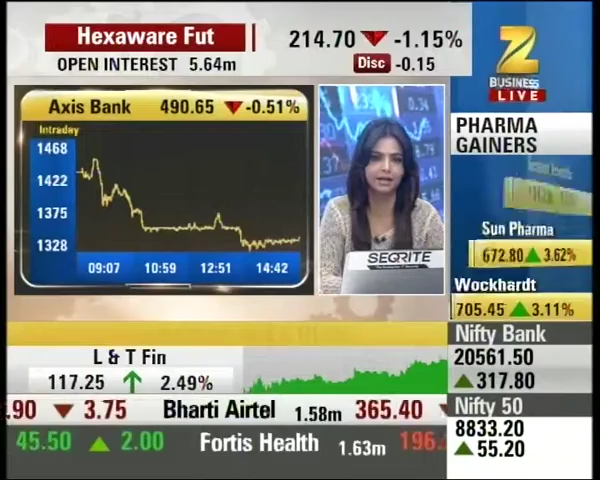 Hexaware Fut
OPEN INTEREST 5.64m
214.70 -1.15%
Disc -0.15
Z
BUSINESS
LIVE
Axis Bank 490.65 -0.51%
Intraday
1468
1422
1375
1328
09:07 10:59 12:51 14:42
SEQRITE
PHARMA
GAINERS
Sun Pharma
672.80 3.62%
Wockhardt
705.45 3.11%
Nifty Bank
20561.50
317.80
Nifty 50
8833.20
55.20
L & T Fin
117.25 2.49%
.90 3.75 Bharti Airtel 1.58m 365.40
45.50 2.00 Fortis Health 1.63m 196.